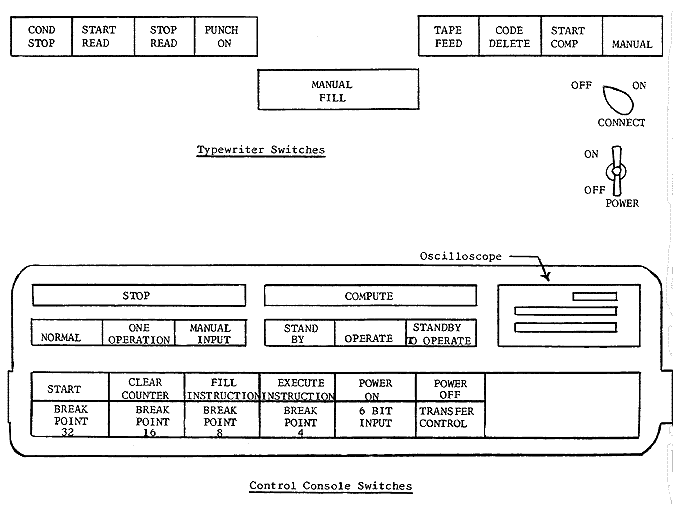 COND STOP
START READ
STOP READ
PUNCH ON
TAPE FEED
CODE DELETE
START COMP
MANUAL
MANUAL FILL
OFF ON
CONNECT
Typewriter Switches
ON
OFF
POWER
Oscilloscope
STOP
COMPUTE
NORMAL
ONE OPERATION
MANUAL INPUT
STAND BY
OPERATE
STANDBY TO OPERATE
START
CLEAR COUNTER
FILL INSTRUCTION
EXECUTE INSTRUCTION
POWER ON
POWER OFF
BREAK POINT 32
BREAK POINT 16
BREAK POINT 8
BREAK POINT 4
6 BIT INPUT
TRANSFER CONTROL
Control Console Switches